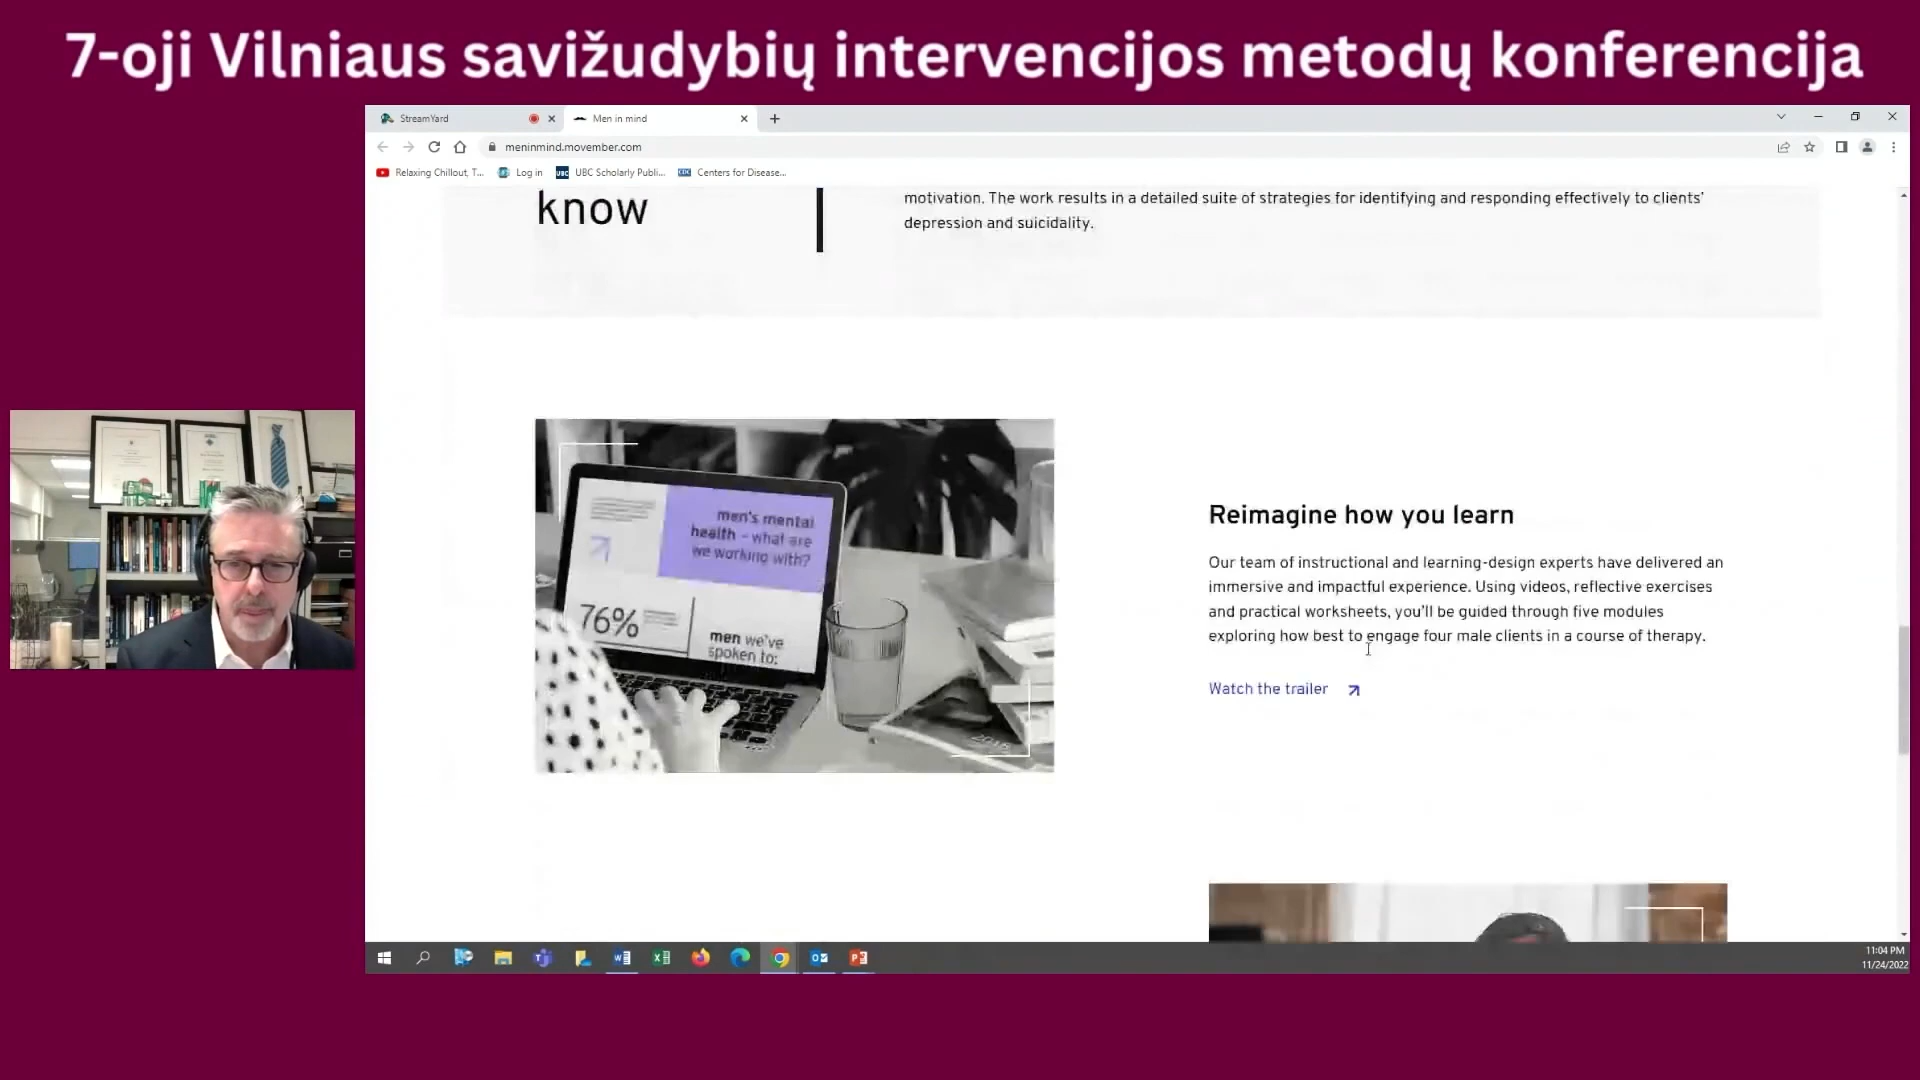 7-oji Vilniaus savižudybių intervencijos metodų konferencija
StreamYard
Men in mind
meninmind.movember.com
Relaxing Chillout, T...
Log in
UBC Scholarly Publi...
Centers for Disease...
know
motivation. The work results in a detailed suite of strategies for identifying and responding effectively to clients'
depression and suicidality.
men's mental
health – what are
we working with?
76%
men we've
spoken to:
Reimagine how you learn
Our team of instructional and learning-design experts have delivered an
immersive and impactful experience. Using videos, reflective exercises
and practical worksheets, you'll be guided through five modules
exploring how best to engage four male clients in a course of therapy.
Watch the trailer
11:04 PM
11/24/2022